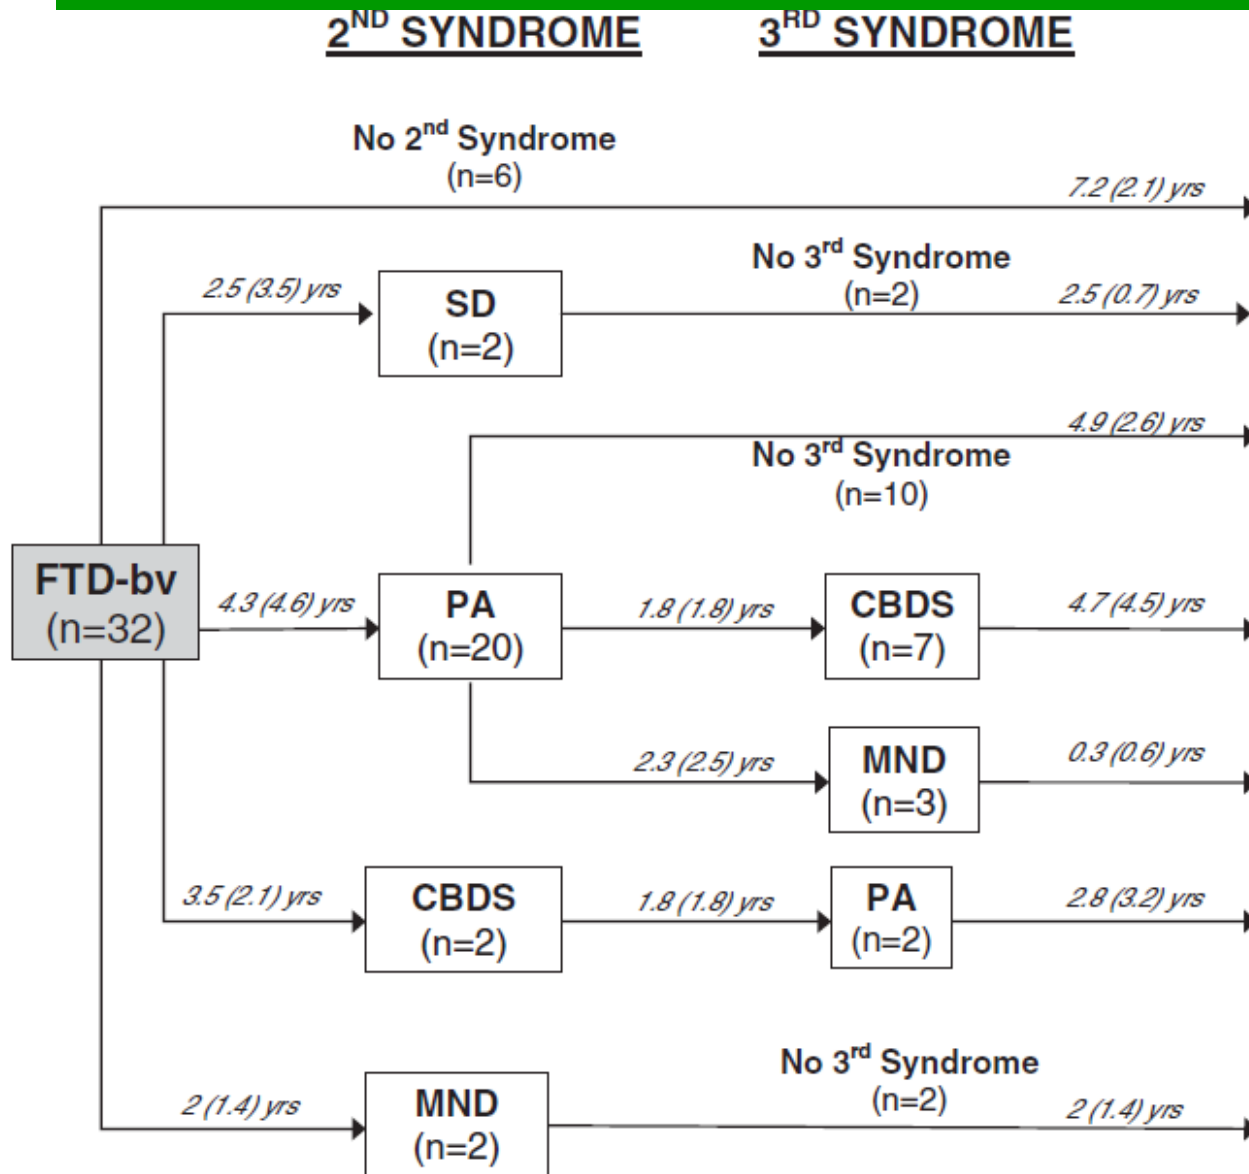 2ND SYNDROME
3RD SYNDROME
No 2nd Syndrome
(n=6)
7.2 (2.1) yrs
No 3rd Syndrome
(n=2)
2.5 (3.5) yrs
SD
(n=2)
2.5 (0.7) yrs
4.9 (2.6) yrs
No 3rd Syndrome
(n=10)
FTD-bv
(n=32)
4.3 (4.6) yrs
PA
(n=20)
1.8 (1.8) yrs
CBDS
(n=7)
4.7 (4.5) yrs
2.3 (2.5) yrs
MND
(n=3)
0.3 (0.6) yrs
3.5 (2.1) yrs
CBDS
(n=2)
1.8 (1.8) yrs
PA
(n=2)
2.8 (3.2) yrs
2 (1.4) yrs
MND
(n=2)
No 3rd Syndrome
(n=2)
2 (1.4) yrs